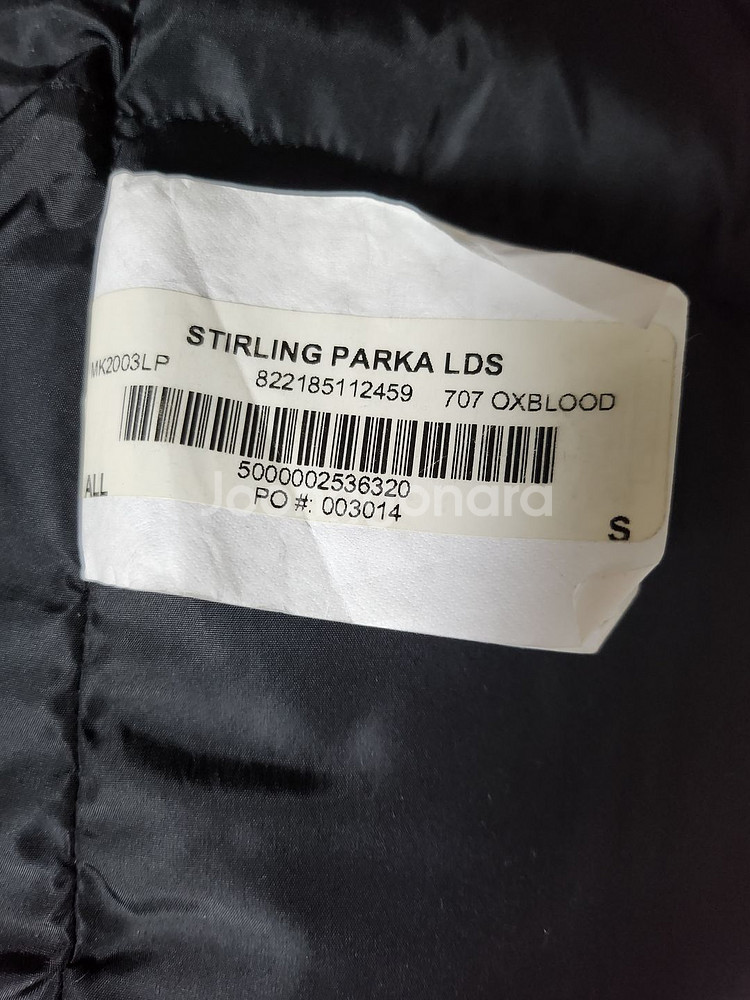 STIRLING PARKA LDS
MK2003LP
822185112459 707 OXBLOOD
5000002536320
ALL
PO #: 003014
S